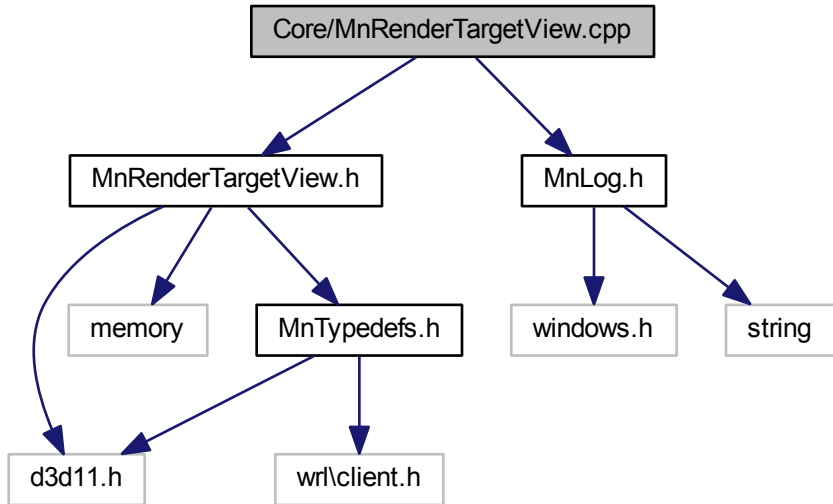 Core/MnRenderTargetView.cpp
MnRenderTargetView.h
MnLog.h
memory
MnTypedefs.h
windows.h
string
d3d11.h
wrl\client.h